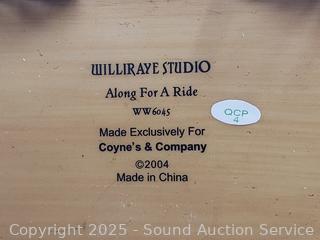 WILLIRAYE STUDIO
Along For A Ride
WW6045
QCP
4
Made Exclusively For
Coyne's & Company
©2004
Made in China
Copyright 2025 - Sound Auction Service